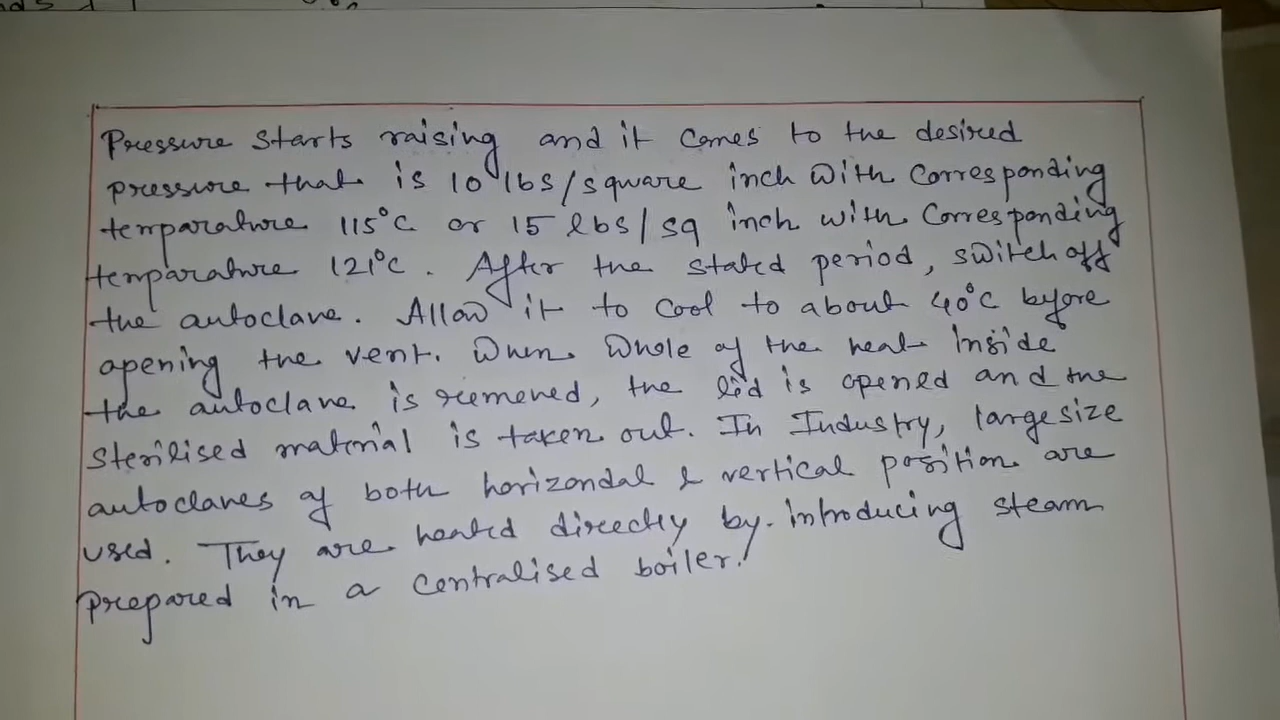 Pressure starts raising and it comes to the desired
pressure that is 10 lbs/square inch with corresponding
temparature 115°C or 15 lbs/sq inch with corresponding
temparature 121°C. After the stated period, switch off
the autoclave. Allow it to cool to about 40°C before
opening the vent. When whole of the heat inside
the autoclave is removed, the lid is opened and the
sterilised material is taken out. In Industry, large size
autoclaves of both horizondal & vertical position are
used. They are heated directly by introducing steam
prepared in a centralised boiler.